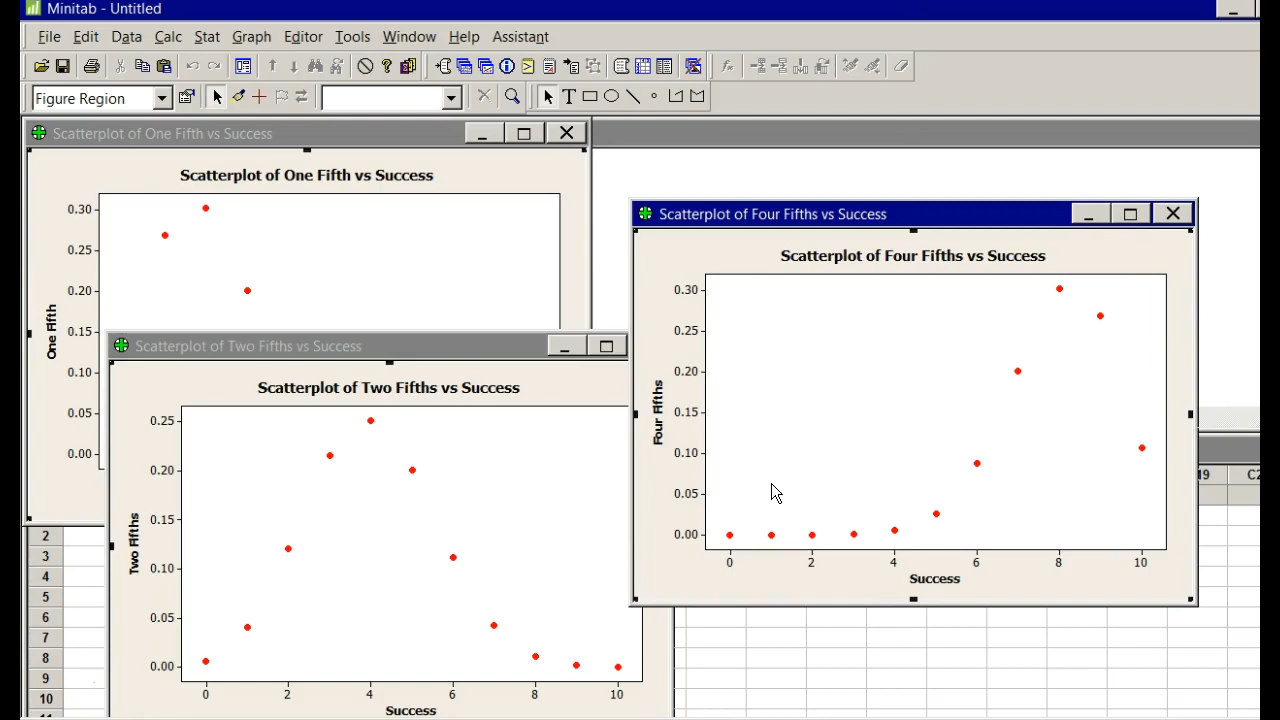 Minitab - Untitled
File Edit Data Calc Stat Graph Editor Tools Window Help Assistant
Figure Region
Scatterplot of One Fifth vs Success
Scatterplot of One Fifth vs Success
0.30
0.25
0.20
0.15
0.10
0.05
0.00
One Fifth
Scatterplot of Two Fifths vs Success
Scatterplot of Two Fifths vs Success
0.25
0.20
0.15
0.10
0.05
0.00
Two Fifths
0 2 4 6 8 10
Success
Scatterplot of Four Fifths vs Success
Scatterplot of Four Fifths vs Success
0.30
0.25
0.20
0.15
0.10
0.05
0.00
Four Fifths
0 2 4 6 8 10
Success
2
3
4
5
6
7
8
9
10